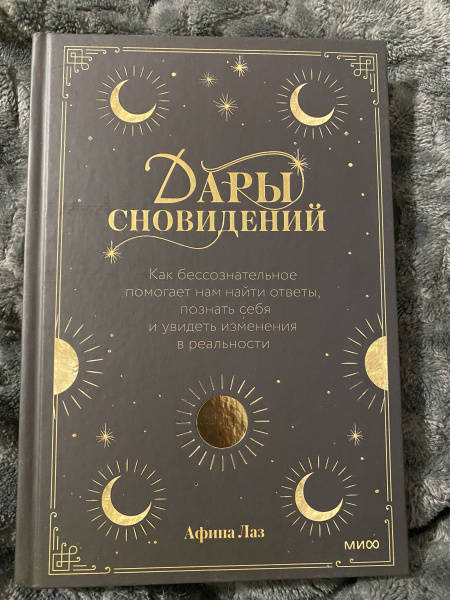 ДАРЫ
СНОВИДЕНИЙ
Как бессознательное
помогает нам найти ответы,
познать себя
и увидеть изменения
в реальности
Афина Лаз
МИФ